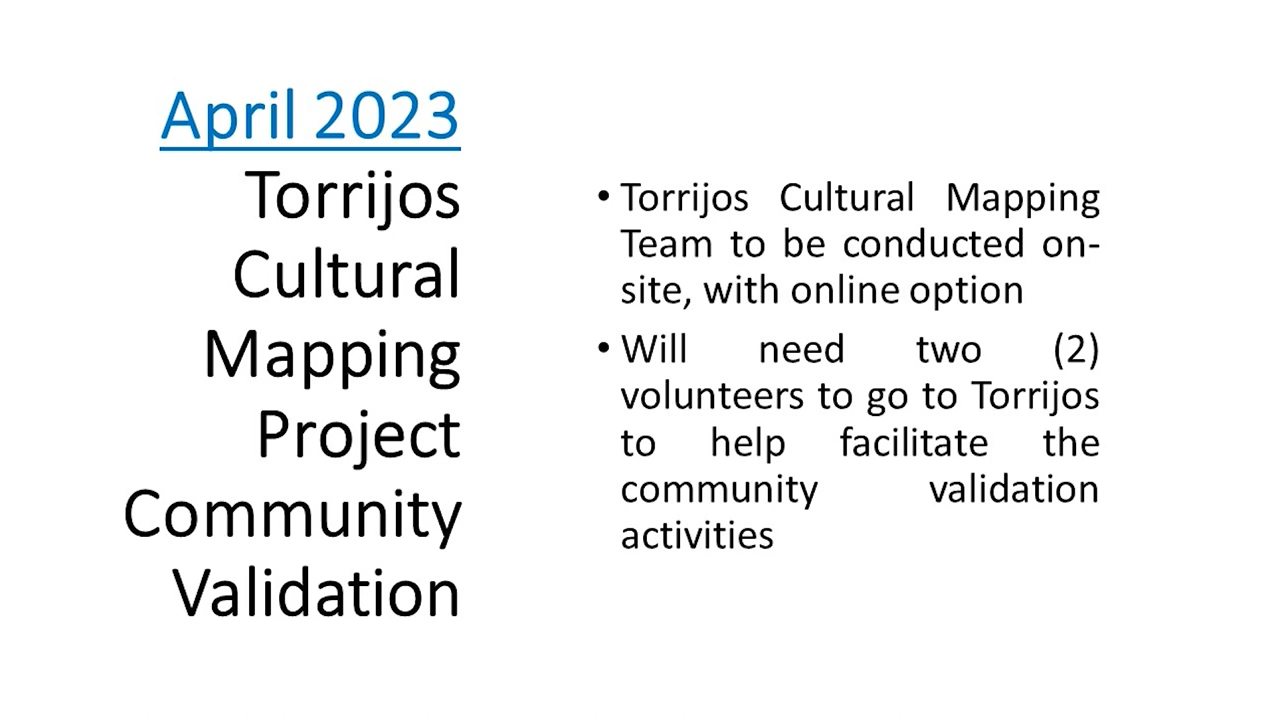 April 2023
Torrijos
Cultural
Mapping
Project
Community
Validation
• Torrijos Cultural Mapping
Team to be conducted on-
site, with online option
• Will need two (2)
volunteers to go to Torrijos
to help facilitate the
community validation
activities